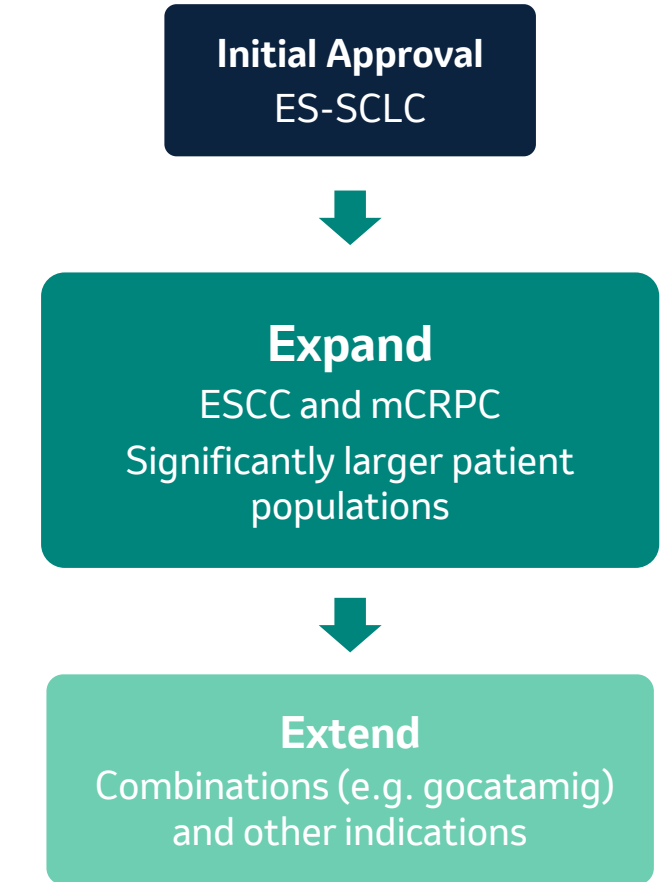 Initial Approval
ES-SCLC
Expand
ESCC and mCRPC
Significantly larger patient
populations
Extend
Combinations (e.g. gocatamig)
and other indications